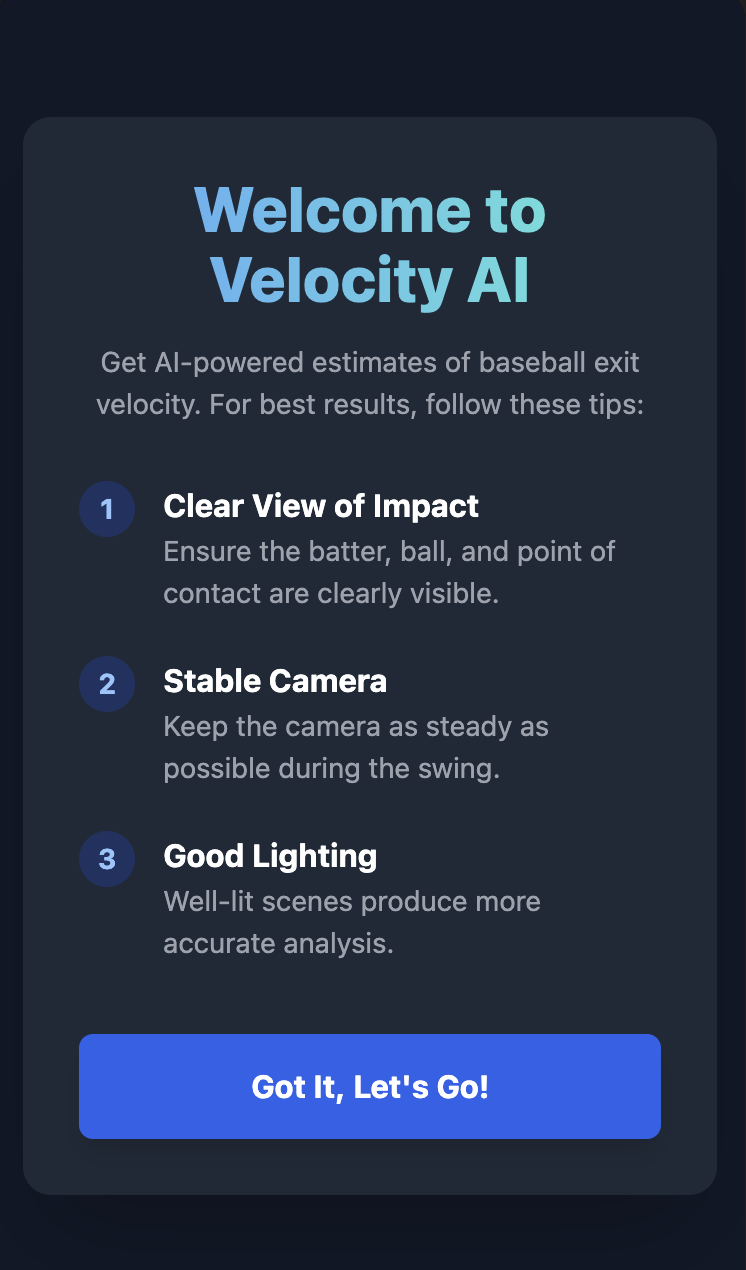 Welcome to
Velocity AI
Get AI-powered estimates of baseball exit
velocity. For best results, follow these tips:
1
Clear View of Impact
Ensure the batter, ball, and point of
contact are clearly visible.
2
Stable Camera
Keep the camera as steady as
possible during the swing.
3
Good Lighting
Well-lit scenes produce more
accurate analysis.
Got It, Let's Go!